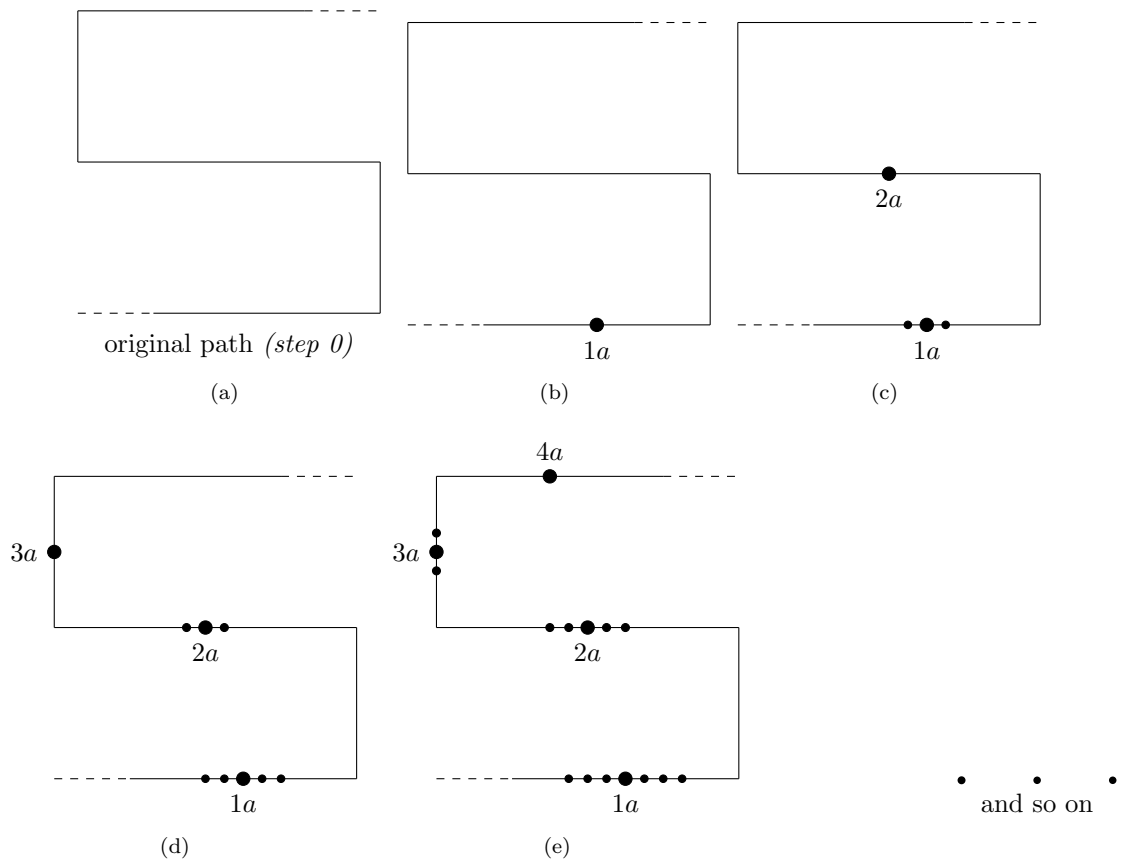 original path (step 0)
(a)
1a
(b)
2a
1a
(c)
3a
2a
1a
(d)
4a
3a
2a
1a
(e)
and so on